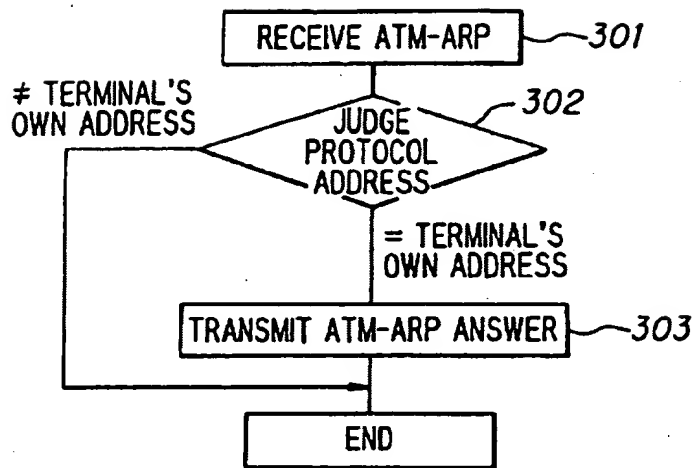 RECEIVE ATM-ARP
301
≠ TERMINAL'S
OWN ADDRESS
302
JUDGE
PROTOCOL
ADDRESS
= TERMINAL'S
OWN ADDRESS
TRANSMIT ATM-ARP ANSWER
303
END